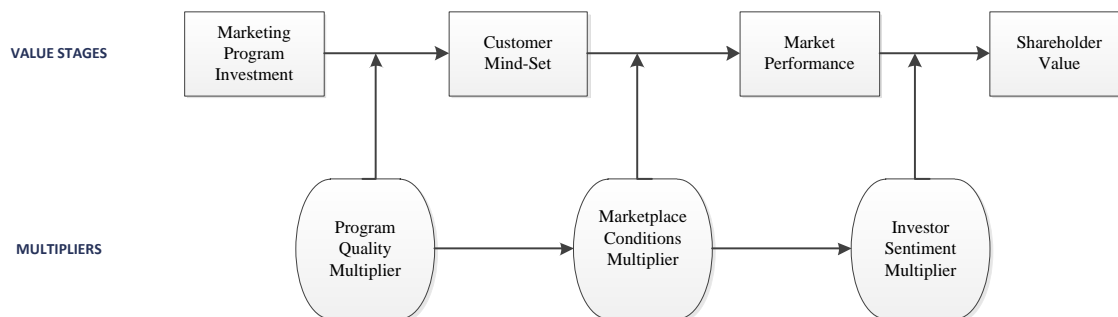 VALUE STAGES
Marketing
Program
Investment
Customer
Mind-Set
Market
Performance
Shareholder
Value
MULTIPLIERS
Program
Quality
Multiplier
Marketplace
Conditions
Multiplier
Investor
Sentiment
Multiplier